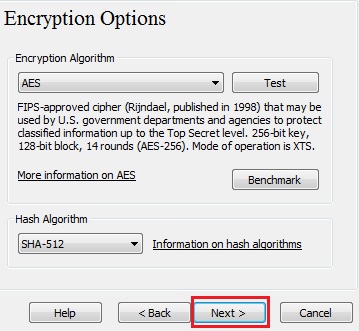 Encryption Options
Encryption Algorithm
AES
Test
FIPS-approved cipher (Rijndael, published in 1998) that may be
used by U.S. government departments and agencies to protect
classified information up to the Top Secret level. 256-bit key,
128-bit block, 14 rounds (AES-256). Mode of operation is XTS.
More information on AES
Benchmark
Hash Algorithm
SHA-512
Information on hash algorithms
Help
< Back
Next >
Cancel